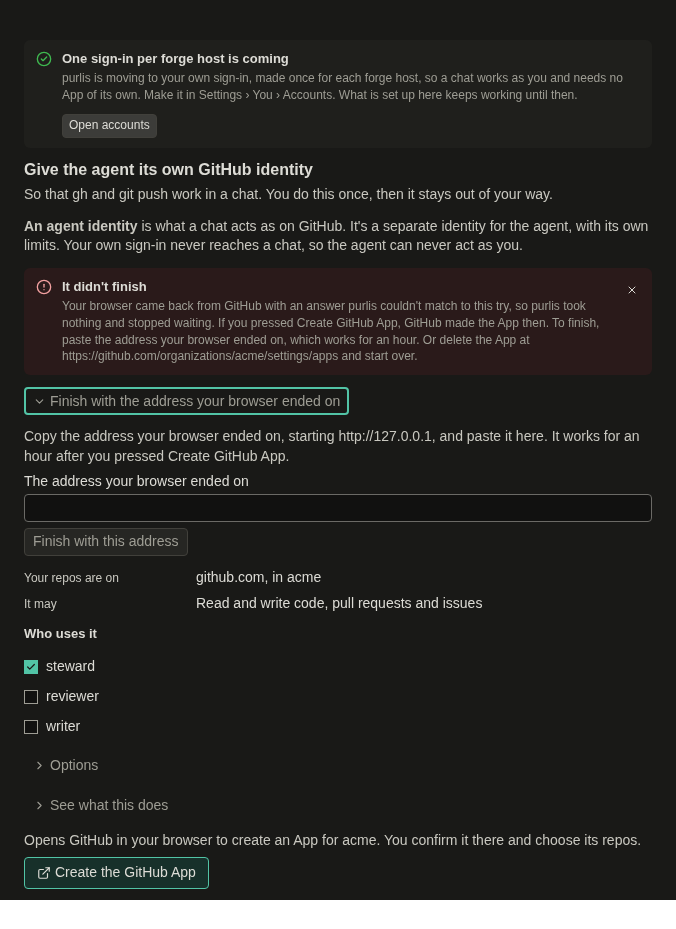 One sign-in per forge host is coming
purlis is moving to your own sign-in, made once for each forge host, so a chat works as you and needs no
App of its own. Make it in Settings › You › Accounts. What is set up here keeps working until then.
Open accounts
Give the agent its own GitHub identity
So that gh and git push work in a chat. You do this once, then it stays out of your way.
An agent identity is what a chat acts as on GitHub. It's a separate identity for the agent, with its own
limits. Your own sign-in never reaches a chat, so the agent can never act as you.
It didn't finish
Your browser came back from GitHub with an answer purlis couldn't match to this try, so purlis took
nothing and stopped waiting. If you pressed Create GitHub App, GitHub made the App then. To finish,
paste the address your browser ended on, which works for an hour. Or delete the App at
https://github.com/organizations/acme/settings/apps and start over.
Finish with the address your browser ended on
Copy the address your browser ended on, starting http://127.0.0.1, and paste it here. It works for an
hour after you pressed Create GitHub App.
The address your browser ended on
Finish with this address
Your repos are on github.com, in acme
It may Read and write code, pull requests and issues
Who uses it
steward
reviewer
writer
Options
See what this does
Opens GitHub in your browser to create an App for acme. You confirm it there and choose its repos.
Create the GitHub App